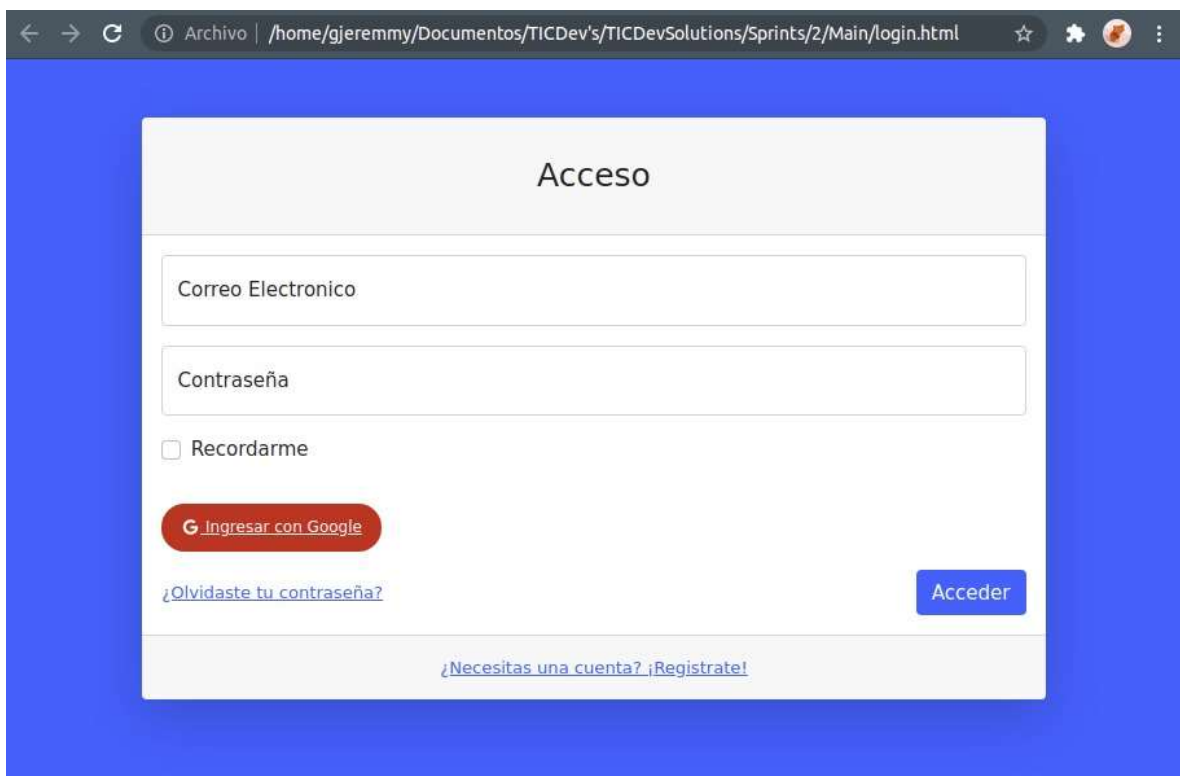 Archivo | /home/gjeremmy/Documentos/TICDev's/TICDevSolutions/Sprints/2/Main/login.html
Acceso
Correo Electronico
Contraseña
Recordarme
G Ingresar con Google
¿Olvidaste tu contraseña?
Acceder
¿Necesitas una cuenta? ¡Registrate!